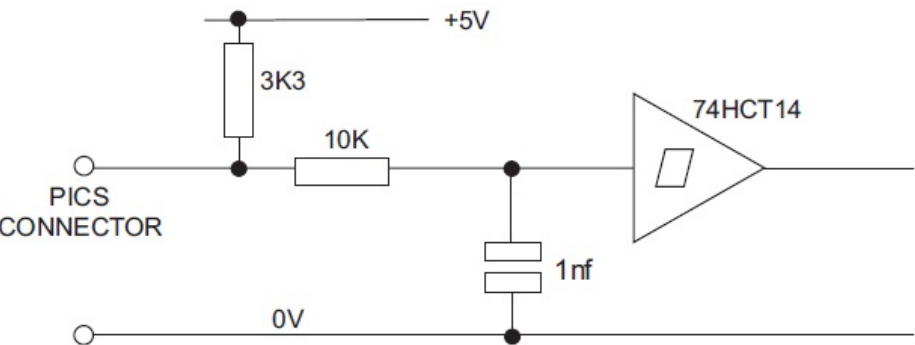 +5V
3K3
74HCT14
10K
PICS
CONNECTOR
1nf
0V